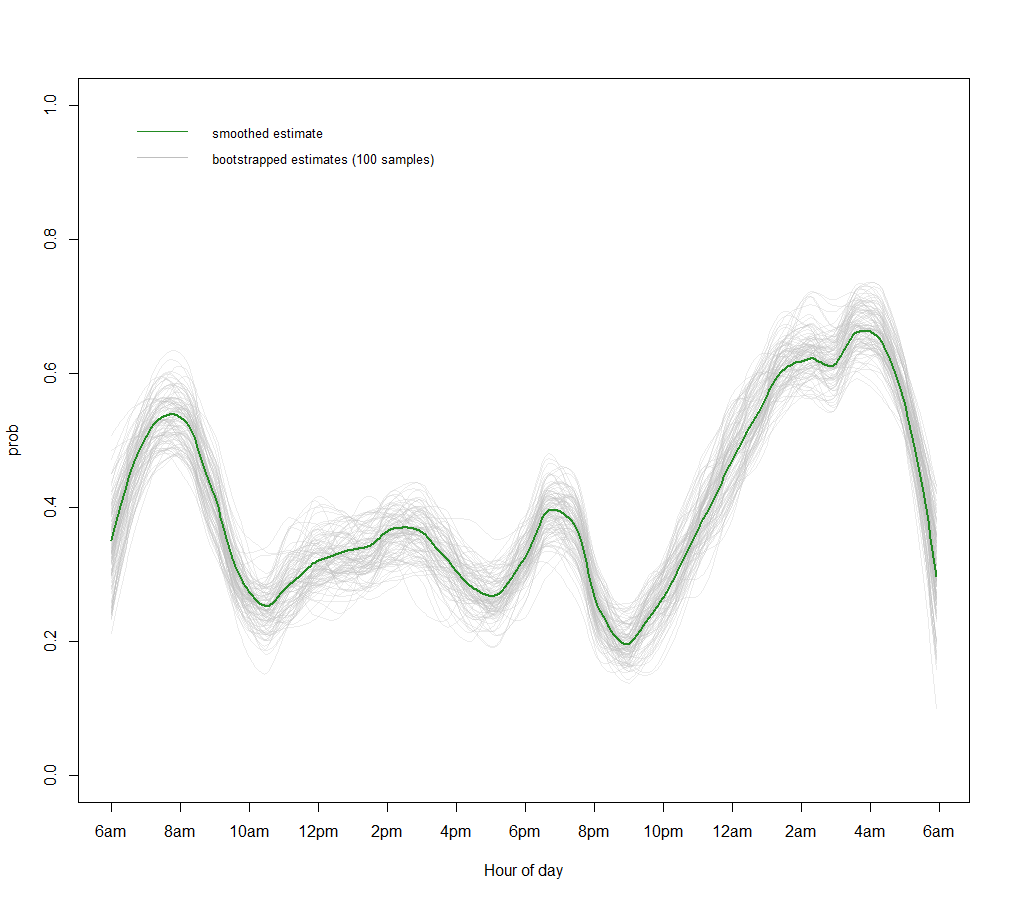 smoothed estimate
bootstrapped estimates (100 samples)
1.0
0.8
0.6
0.4
0.2
0.0
prob
6am 8am 10am 12pm 2pm 4pm 6pm 8pm 10pm 12am 2am 4am 6am
Hour of day